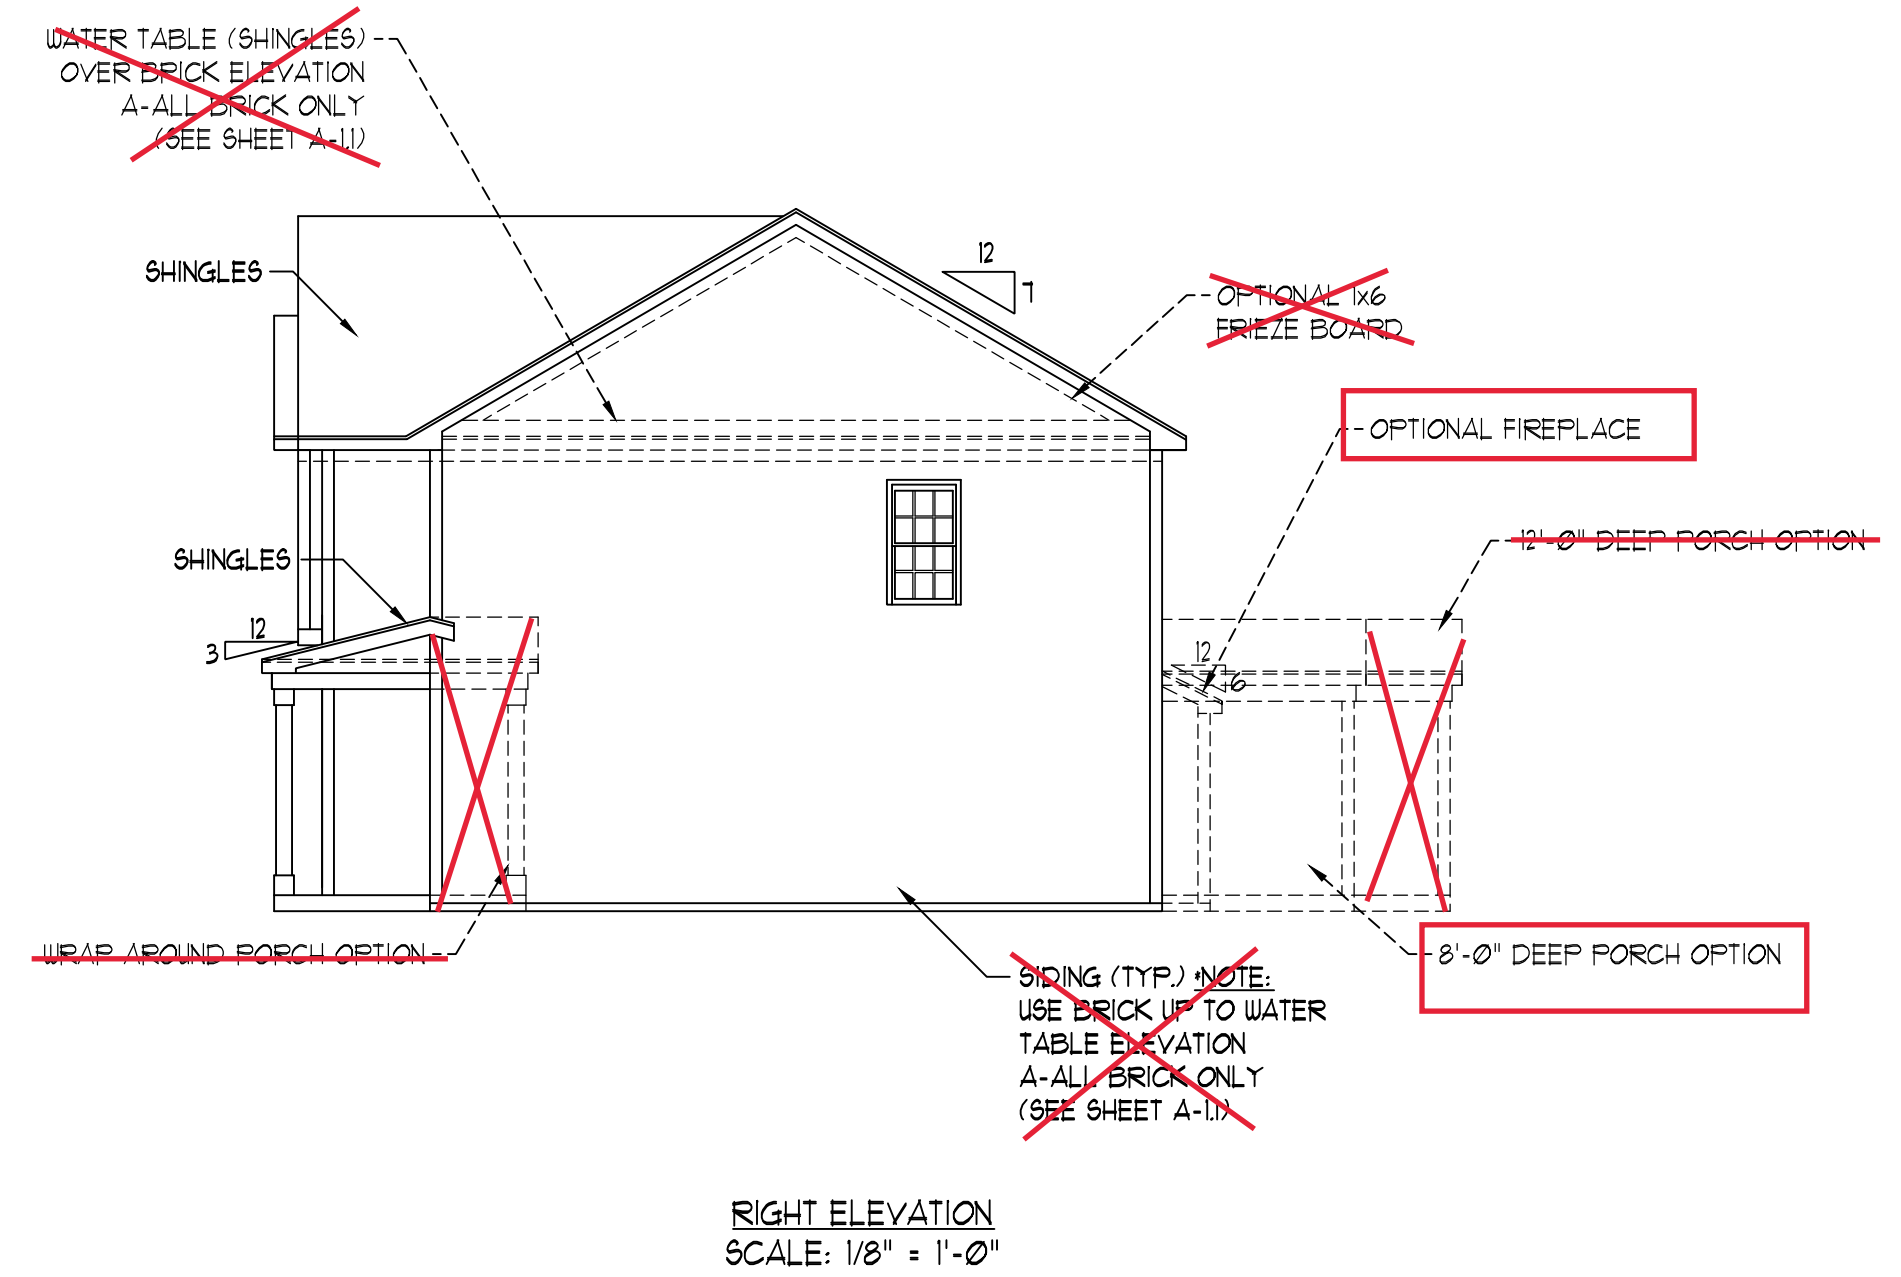 WATER TABLE (SHINGLES)
OVER BRICK ELEVATION
A-ALL BRICK ONLY
(SEE SHEET A-1.1)
SHINGLES
12
7
OPTIONAL 1x6
FRIEZE BOARD
OPTIONAL FIREPLACE
12'-0" DEEP PORCH OPTION
SHINGLES
12
3
12
6
WRAP AROUND PORCH OPTION
8'-0" DEEP PORCH OPTION
SIDING (TYP.) *NOTE:
USE BRICK UP TO WATER
TABLE ELEVATION
A-ALL BRICK ONLY
(SEE SHEET A-1.1)
RIGHT ELEVATION
SCALE: 1/8" = 1'-0"